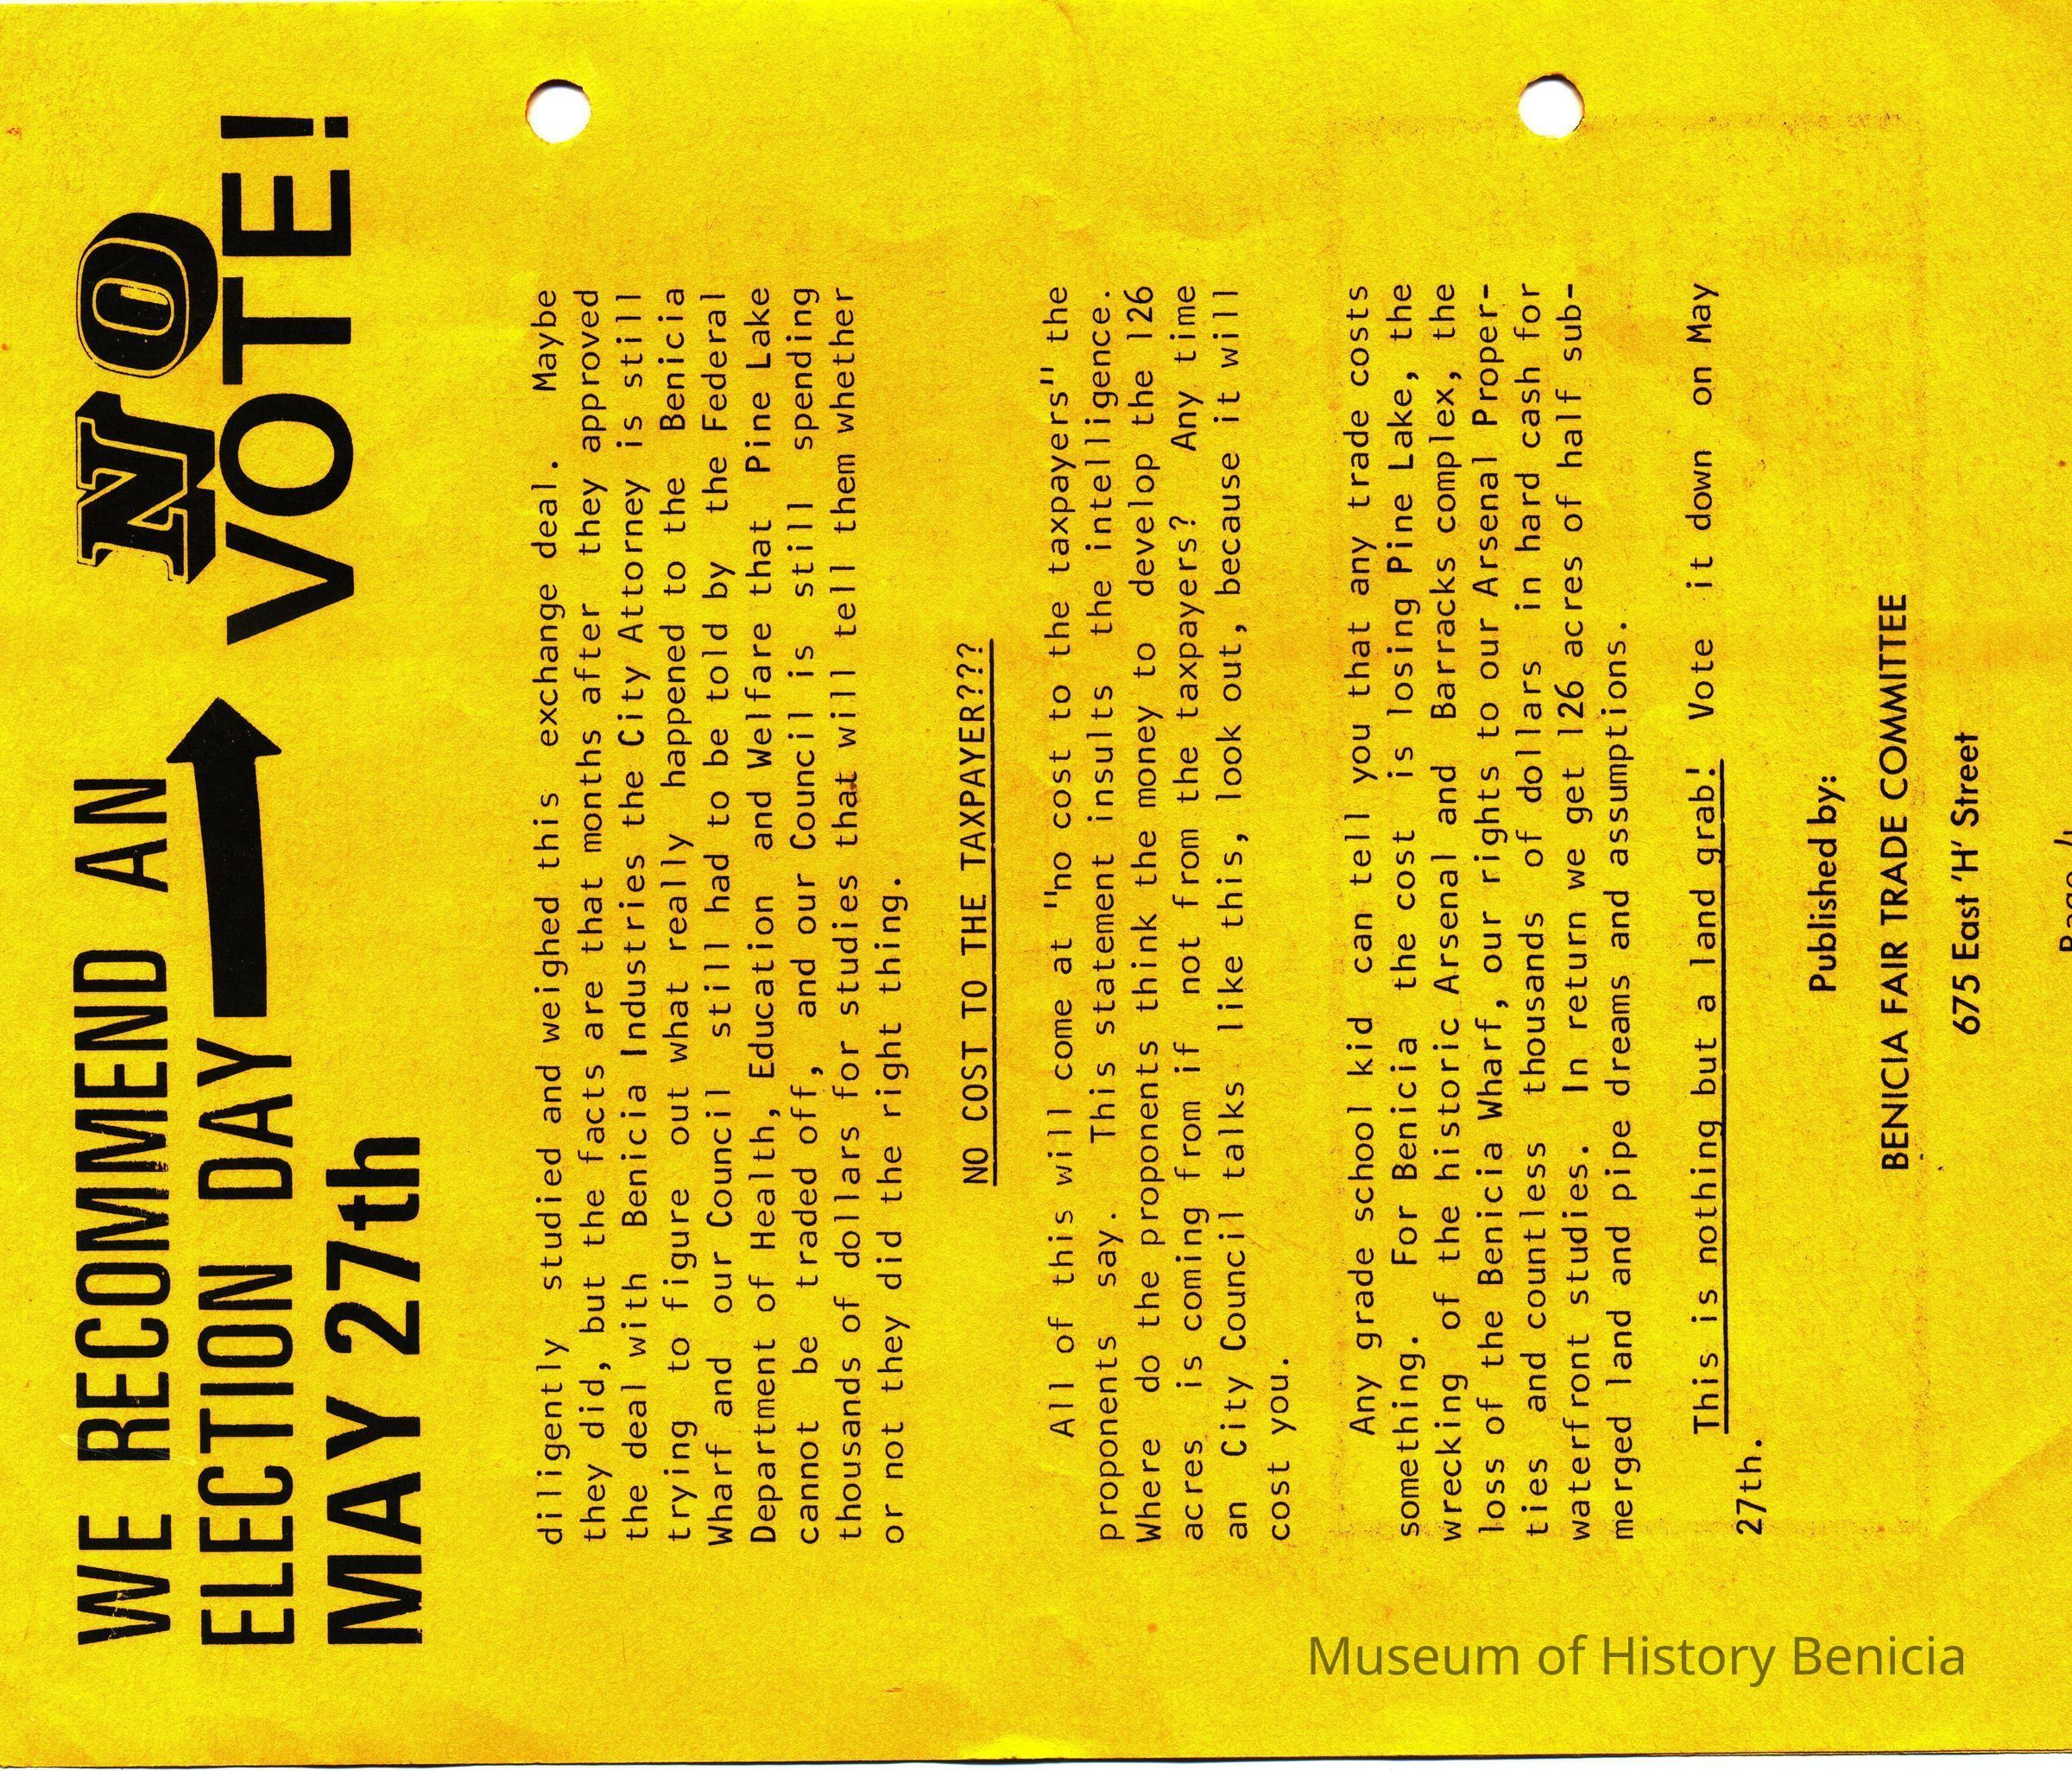 WE RECOMMEND AN NO
ELECTION DAY VOTE!
MAY 27th
diligently studied and weighed this exchange deal. Maybe
they did, but the facts are that months after they approved
the deal with Benicia Industries the City Attorney is still
trying to figure out what really happened to the Benicia
Wharf and our Council still had to be told by the Federal
Department of Health, Education and Welfare that Pine Lake
cannot be traded off, and our Council is still spending
thousands of dollars for studies that will tell them whether
or not they did the right thing.
NO COST TO THE TAXPAYER???
All of this will come at "no cost to the taxpayers" the
proponents say. This statement insults the intelligence.
Where do the proponents think the money to develop the 126
acres is coming from if not from the taxpayers? Any time
an City Council talks like this, look out, because it will
cost you.
Any grade school kid can tell you that any trade costs
something. For Benicia the cost is losing Pine Lake, the
wrecking of the historic Arsenal and Barracks complex, the
loss of the Benicia Wharf, our rights to our Arsenal Proper-
ties and countless thousands of dollars in hard cash for
waterfront studies. In return we get 126 acres of half sub-
merged land and pipe dreams and assumptions.
This is nothing but a land grab! Vote it down on May
27th.
Published by:
BENICIA FAIR TRADE COMMITTEE
675 East 'H' Street
Museum of History Benicia